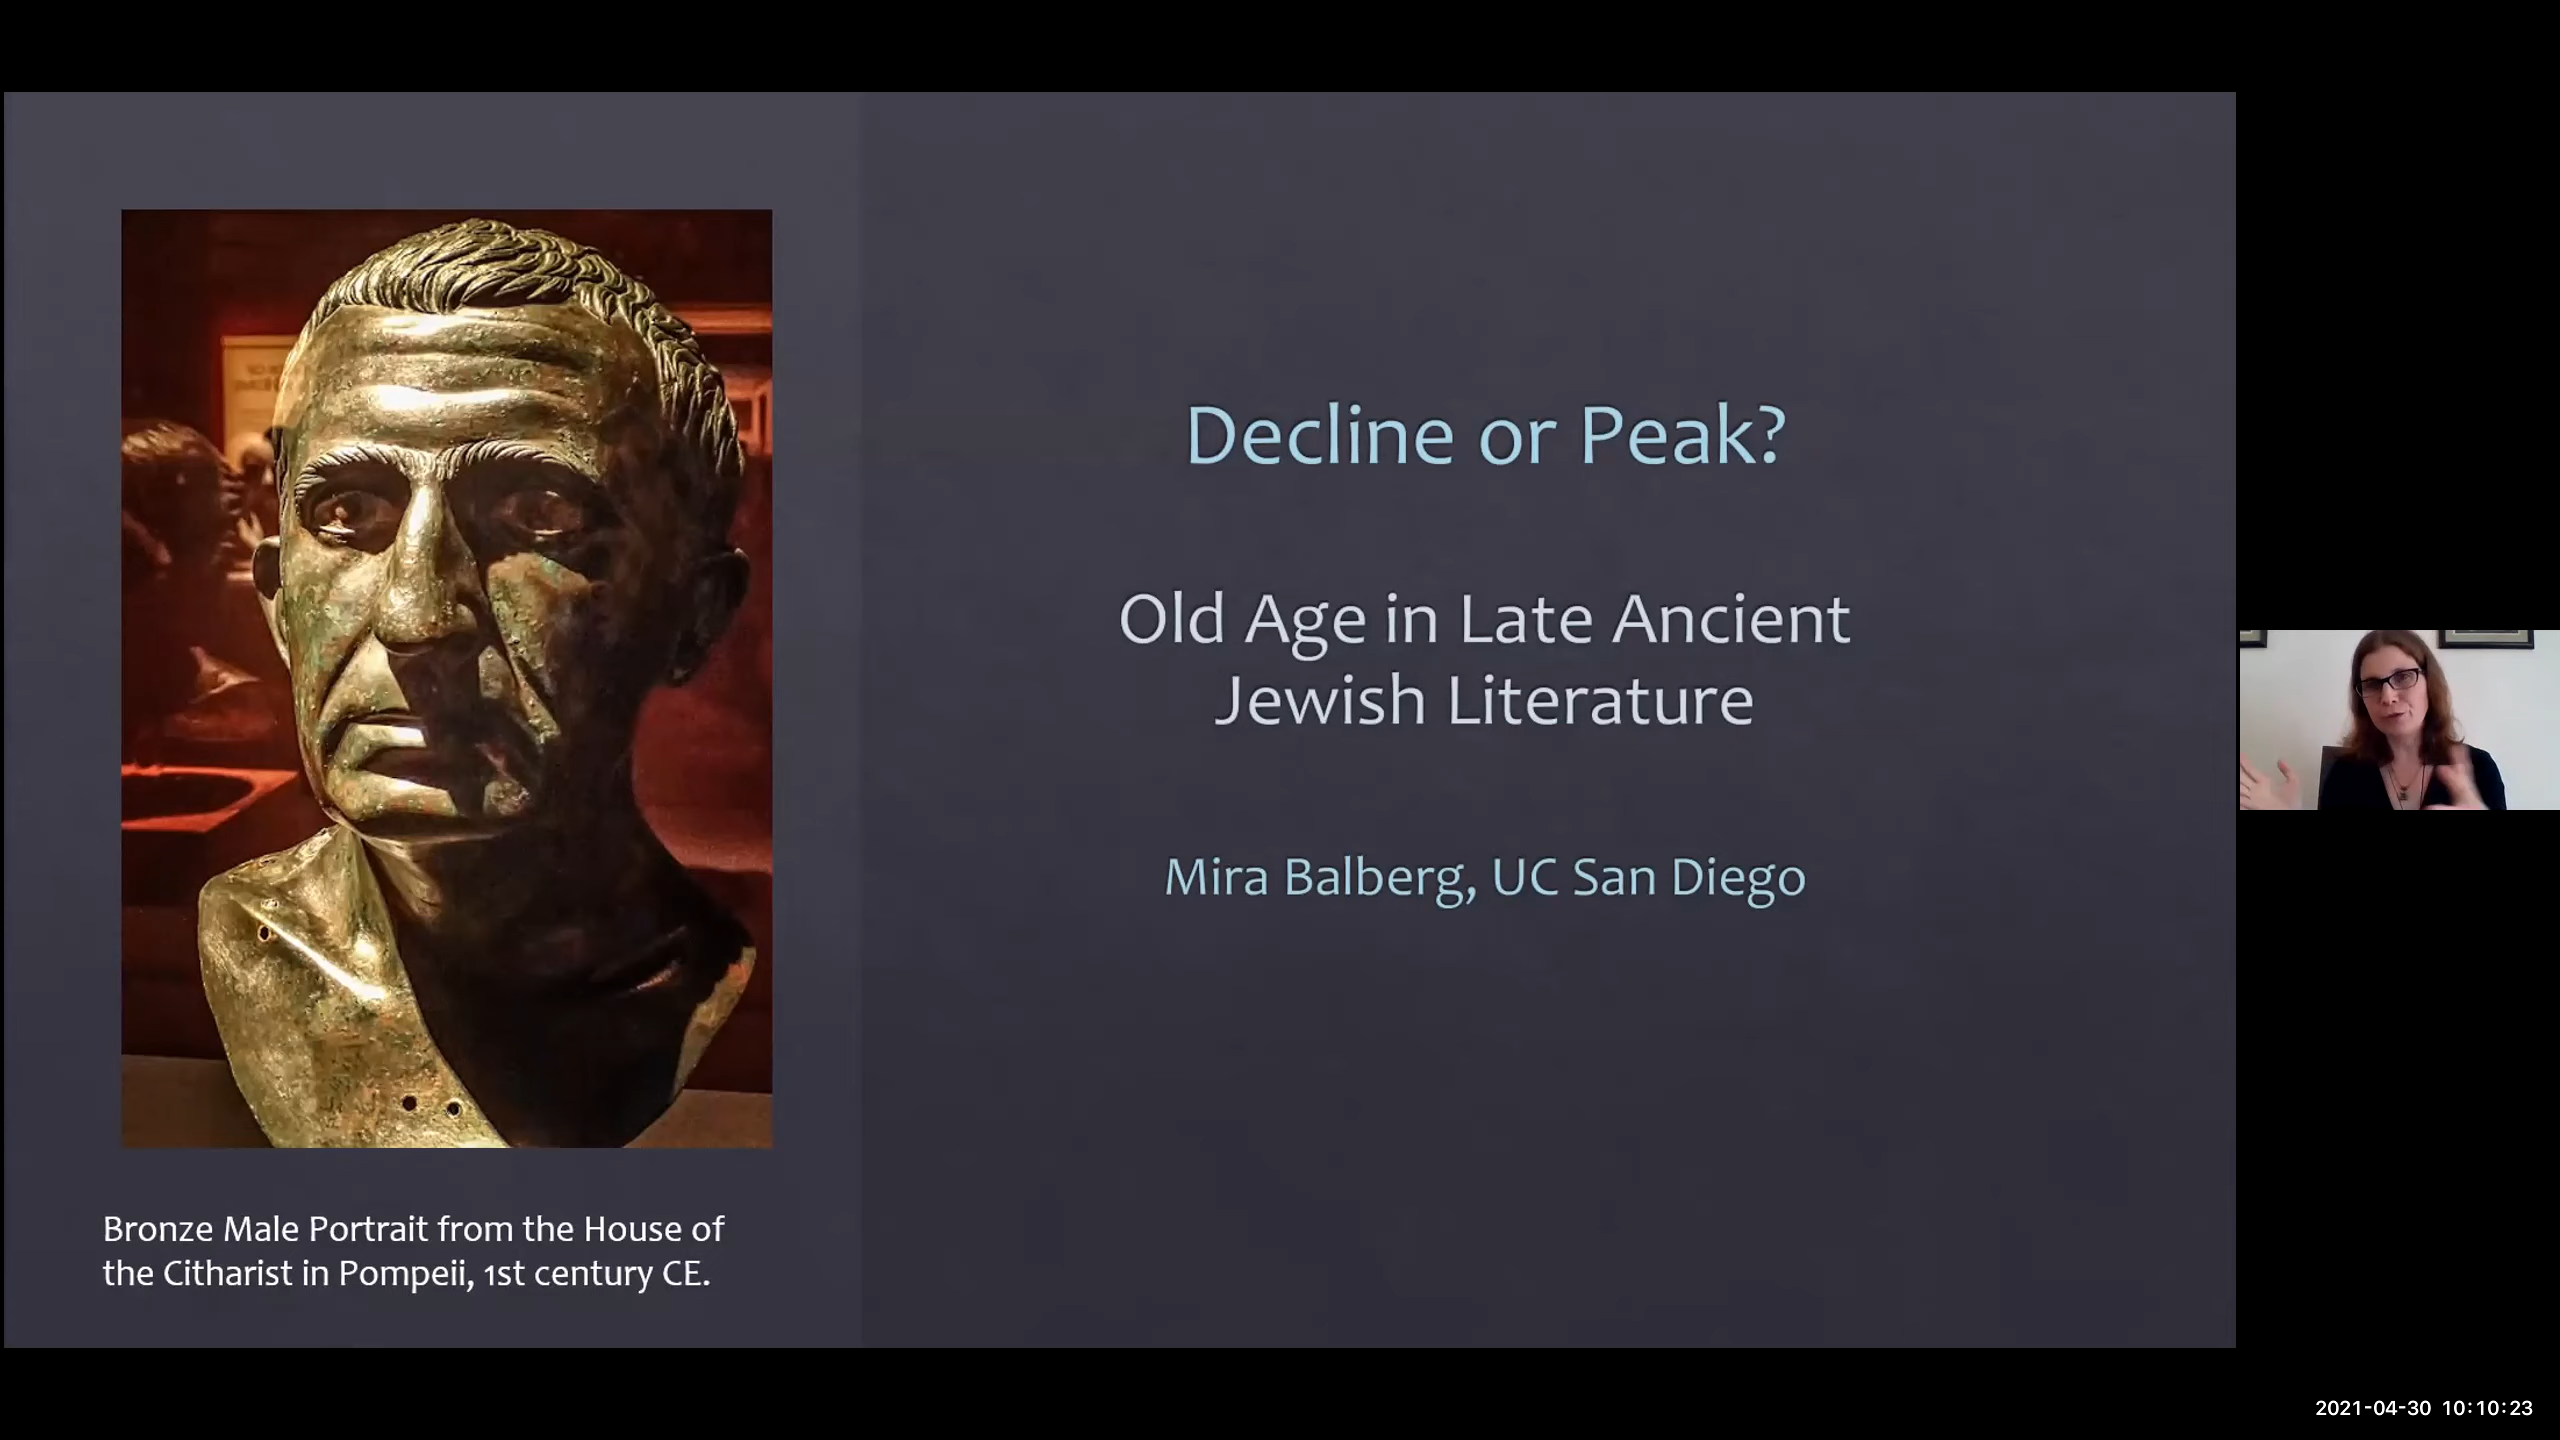 Decline or Peak?
Old Age in Late Ancient
Jewish Literature
Mira Balberg, UC San Diego
Bronze Male Portrait from the House of
the Citharist in Pompeii, 1st century CE.
2021-04-30 10:10:23